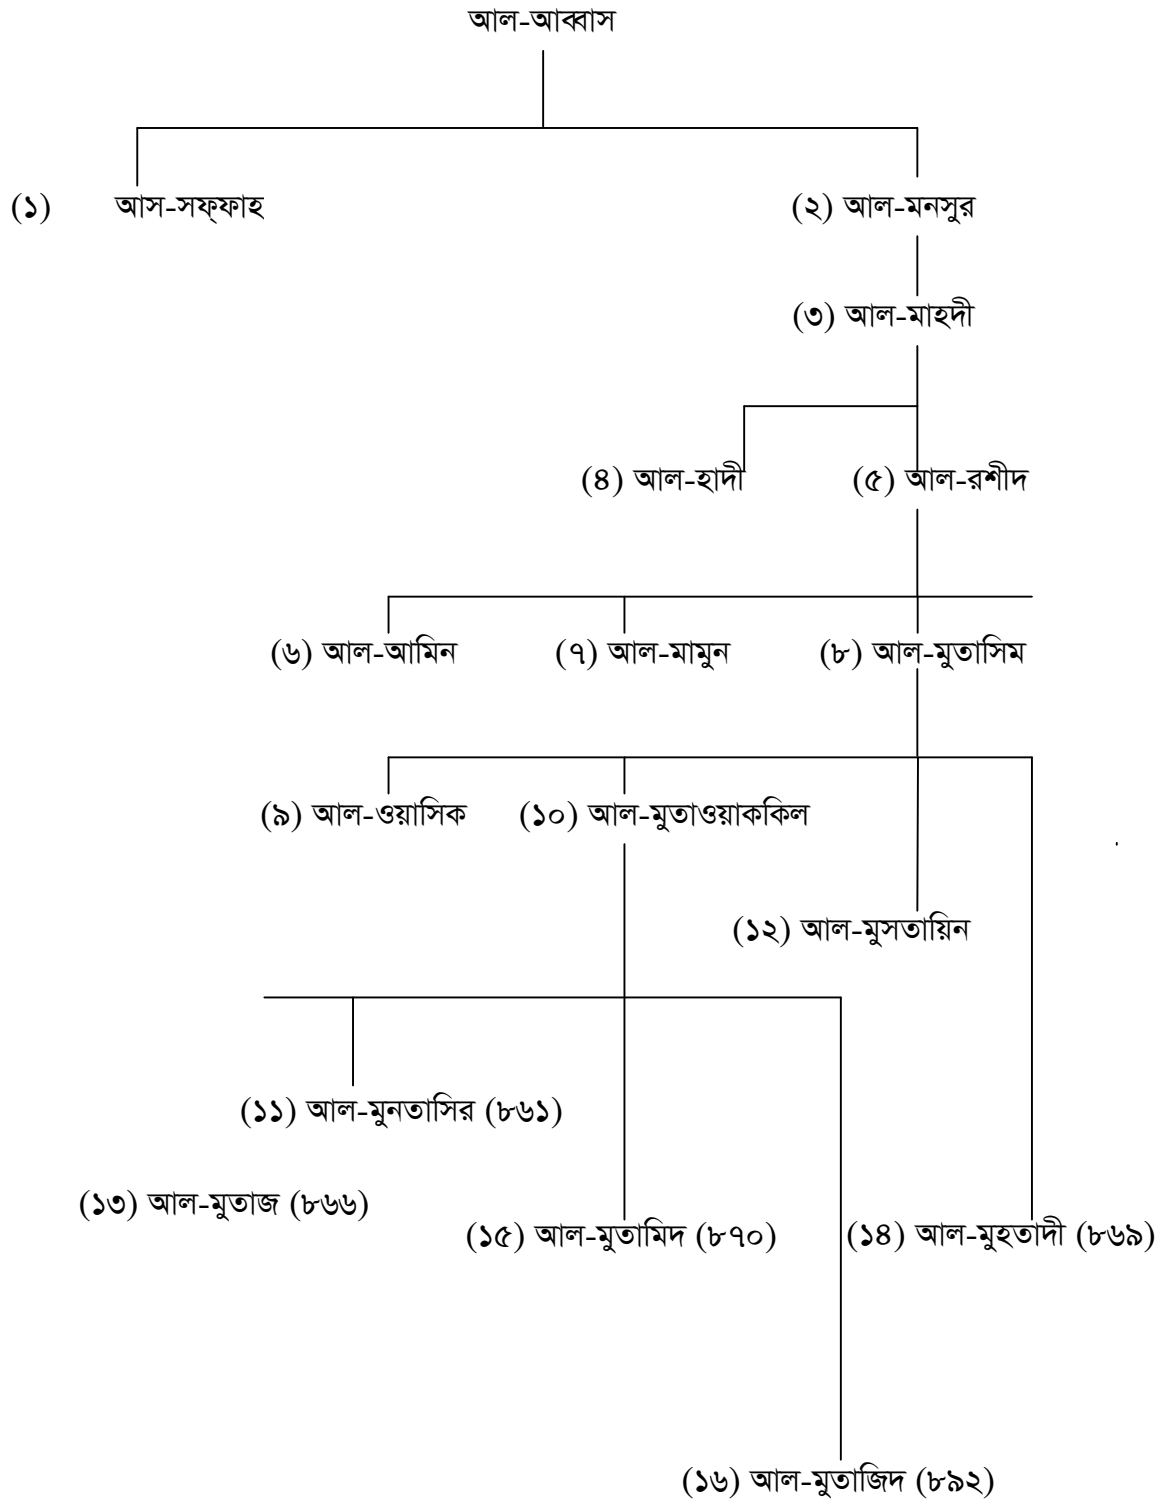 আল-আব্বাস
(১) আস-সফ্‌ফাহ (২) আল-মনসুর
(৩) আল-মাহদী
(৪) আল-হাদী (৫) আল-রশীদ
(৬) আল-আমিন (৭) আল-মামুন (৮) আল-মুতাসিম
(৯) আল-ওয়াসিক (১০) আল-মুতাওয়াককিল
(১২) আল-মুসতায়িন
(১১) আল-মুনতাসির (৮৬১)
(১৩) আল-মুতাজ (৮৬৬)
(১৫) আল-মুতামিদ (৮৭০) (১৪) আল-মুহতাদী (৮৬৯)
(১৬) আল-মুতাজিদ (৮৯২)